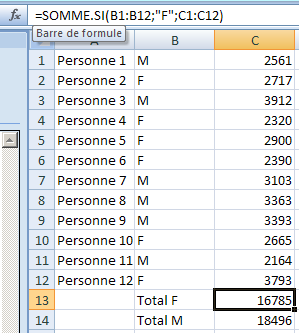 fx =SOMME.SI(B1:B12;"F";C1:C12)
Barre de formule
A B C
1 Personne 1 M 2561
2 Personne 2 F 2717
3 Personne 3 M 3912
4 Personne 4 F 2320
5 Personne 5 F 2900
6 Personne 6 F 2390
7 Personne 7 M 3103
8 Personne 8 M 3363
9 Personne 9 M 3393
10 Personne 10 F 2665
11 Personne 11 M 2164
12 Personne 12 F 3793
13 Total F 16785
14 Total M 18496